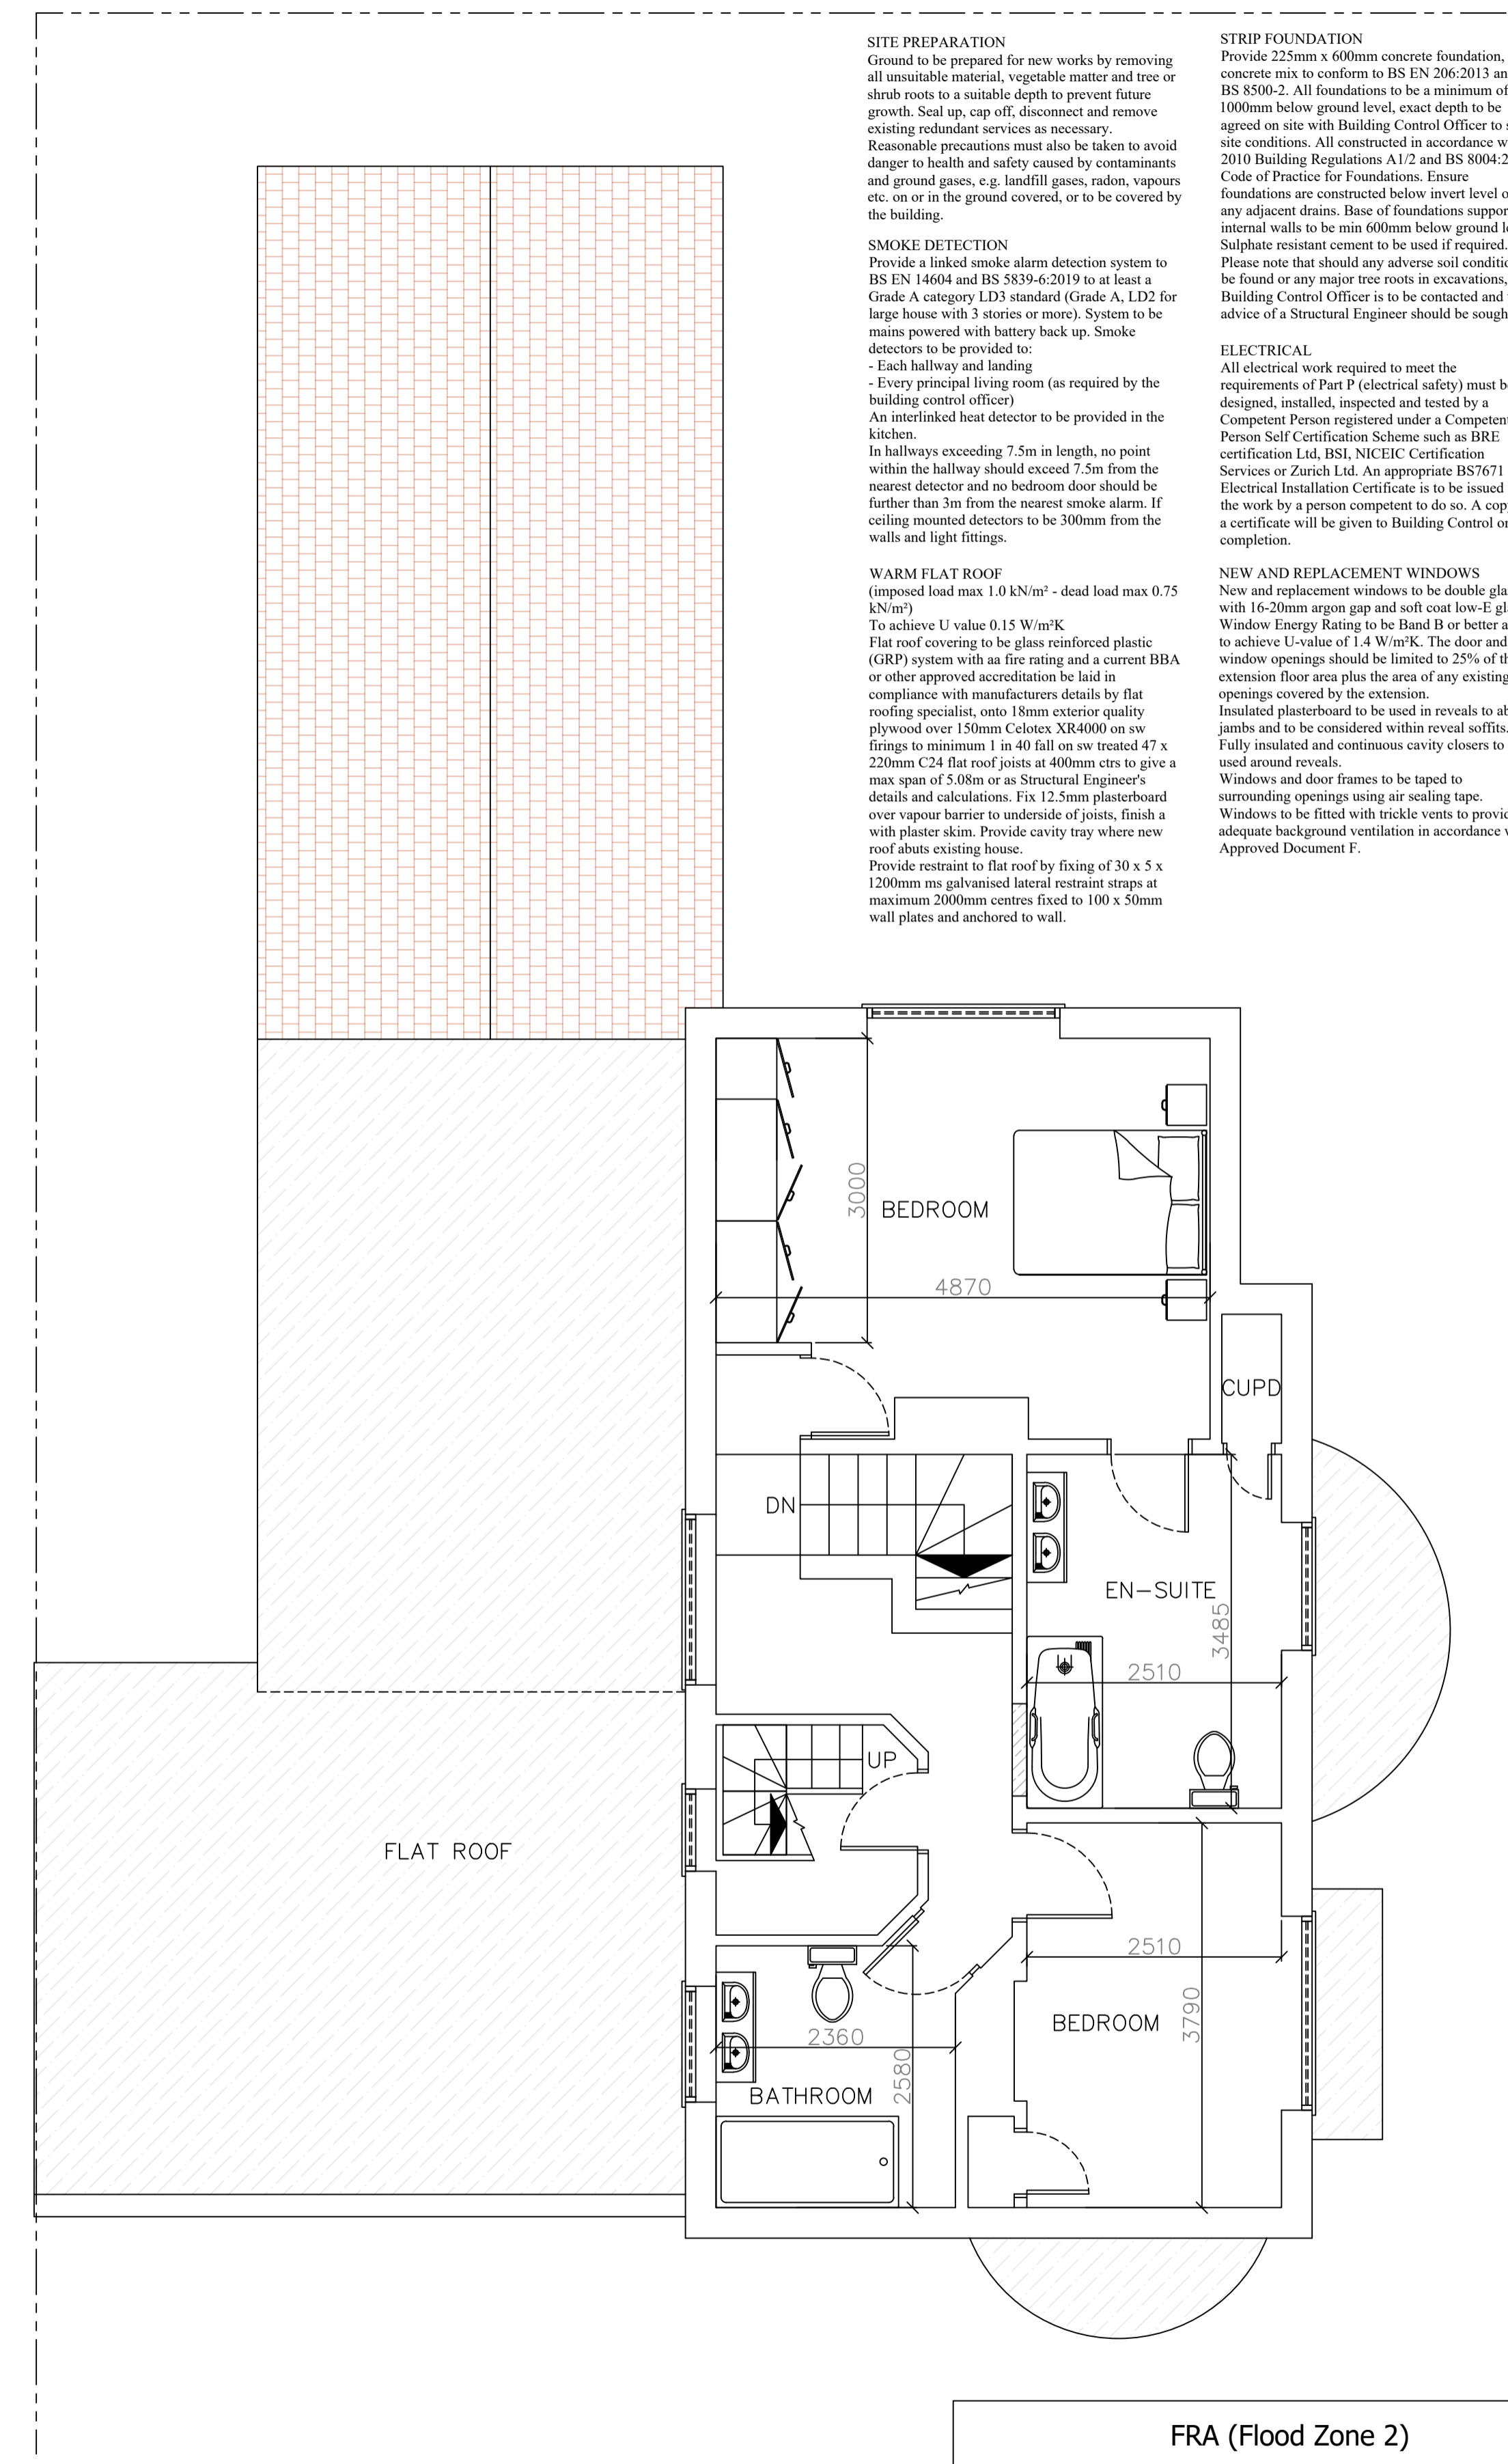 SITE PREPARATION
Ground to be prepared for new works by removing
all unsuitable material, vegetable matter and tree or
shrub roots to a suitable depth to prevent future
growth. Seal up, cap off, disconnect and remove
existing redundant services as necessary.
Reasonable precautions must also be taken to avoid
danger to health and safety caused by contaminants
and ground gases, e.g. landfill gases, radon, vapours
etc. on or in the ground covered, or to be covered by
the building.
SMOKE DETECTION
Provide a linked smoke alarm detection system to
BS EN 14604 and BS 5839-6:2019 to at least a
Grade A category LD3 standard (Grade A, LD2 for
large house with 3 stories or more). System to be
mains powered with battery back up. Smoke
detectors to be provided to:
- Each hallway and landing
- Every principal living room (as required by the
building control officer)
An interlinked heat detector to be provided in the
kitchen.
In hallways exceeding 7.5m in length, no point
within the hallway should exceed 7.5m from the
nearest detector and no bedroom door should be
further than 3m from the nearest smoke alarm. If
ceiling mounted detectors to be 300mm from the
walls and light fittings.
WARM FLAT ROOF
(imposed load max 1.0 kN/m² - dead load max 0.75
kN/m²)
To achieve U value 0.15 W/m²K
Flat roof covering to be glass reinforced plastic
(GRP) system with aa fire rating and a current BBA
or other approved accreditation be laid in
compliance with manufacturers details by flat
roofing specialist, onto 18mm exterior quality
plywood over 150mm Celotex XR4000 on sw
firings to minimum 1 in 40 fall on sw treated 47 x
220mm C24 flat roof joists at 400mm ctrs to give a
max span of 5.08m or as Structural Engineer's
details and calculations. Fix 12.5mm plasterboard
over vapour barrier to underside of joists, finish a
with plaster skim. Provide cavity tray where new
roof abuts existing house.
Provide restraint to flat roof by fixing of 30 x 5 x
1200mm ms galvanised lateral restraint straps at
maximum 2000mm centres fixed to 100 x 50mm
wall plates and anchored to wall.
STRIP FOUNDATION
Provide 225mm x 600mm concrete foundation,
concrete mix to conform to BS EN 206:2013
BS 8500-2. All foundations to be a minimum of
1000mm below ground level, exact depth to be
agreed on site with Building Control Officer to
site conditions. All constructed in accordance
2010 Building Regulations A1/2 and BS 8004:2
Code of Practice for Foundations. Ensure
foundations are constructed below invert level
any adjacent drains. Base of foundations
internal walls to be min 600mm below ground
Sulphate resistant cement to be used if required.
Please note that should any adverse soil
be found or any major tree roots in excavations,
Building Control Officer is to be contacted and
advice of a Structural Engineer should be
ELECTRICAL
All electrical work required to meet the
requirements of Part P (electrical safety) must
designed, installed, inspected and tested by a
Competent Person registered under a Competent
Person Self Certification Scheme such as BRE
certification Ltd, BSI, NICEIC Certification
Services or Zurich Ltd. An appropriate BS7671
Electrical Installation Certificate is to be issued
the work by a person competent to do so. A
a certificate will be given to Building Control
completion.
NEW AND REPLACEMENT WINDOWS
New and replacement windows to be double
with 16-20mm argon gap and soft coat low-E
Window Energy Rating to be Band B or better
to achieve U-value of 1.4 W/m²K. The door and
window openings should be limited to 25% of
extension floor area plus the area of any existing
openings covered by the extension.
Insulated plasterboard to be used in reveals to
jambs and to be considered within reveal soffits.
Fully insulated and continuous cavity closers to
used around reveals.
Windows and door frames to be taped to
surrounding openings using air sealing tape.
Windows to be fitted with trickle vents to
adequate background ventilation in accordance
Approved Document F.
3000
BEDROOM
4870
CUPD
DN
EN-SUITE
3485
2510
UP
FLAT ROOF
2510
BEDROOM
3790
2360
2580
BATHROOM
FRA (Flood Zone 2)